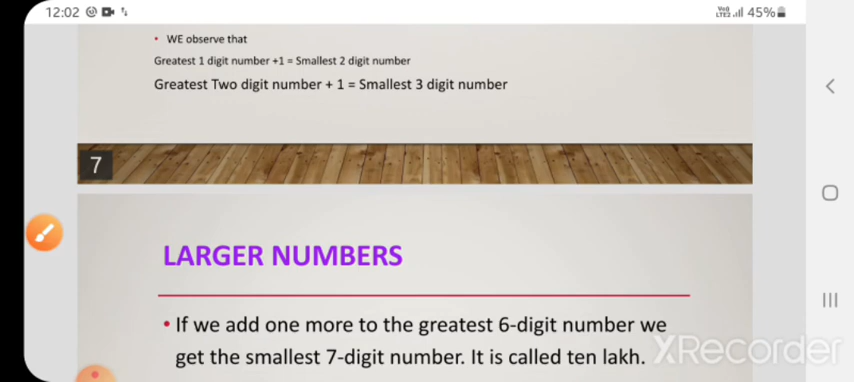 12:02
Vo) LTE2 45%
• WE observe that
Greatest 1 digit number +1 = Smallest 2 digit number
Greatest Two digit number + 1 = Smallest 3 digit number
7
LARGER NUMBERS
• If we add one more to the greatest 6-digit number we
get the smallest 7-digit number. It is called ten lakh.
XRecorder